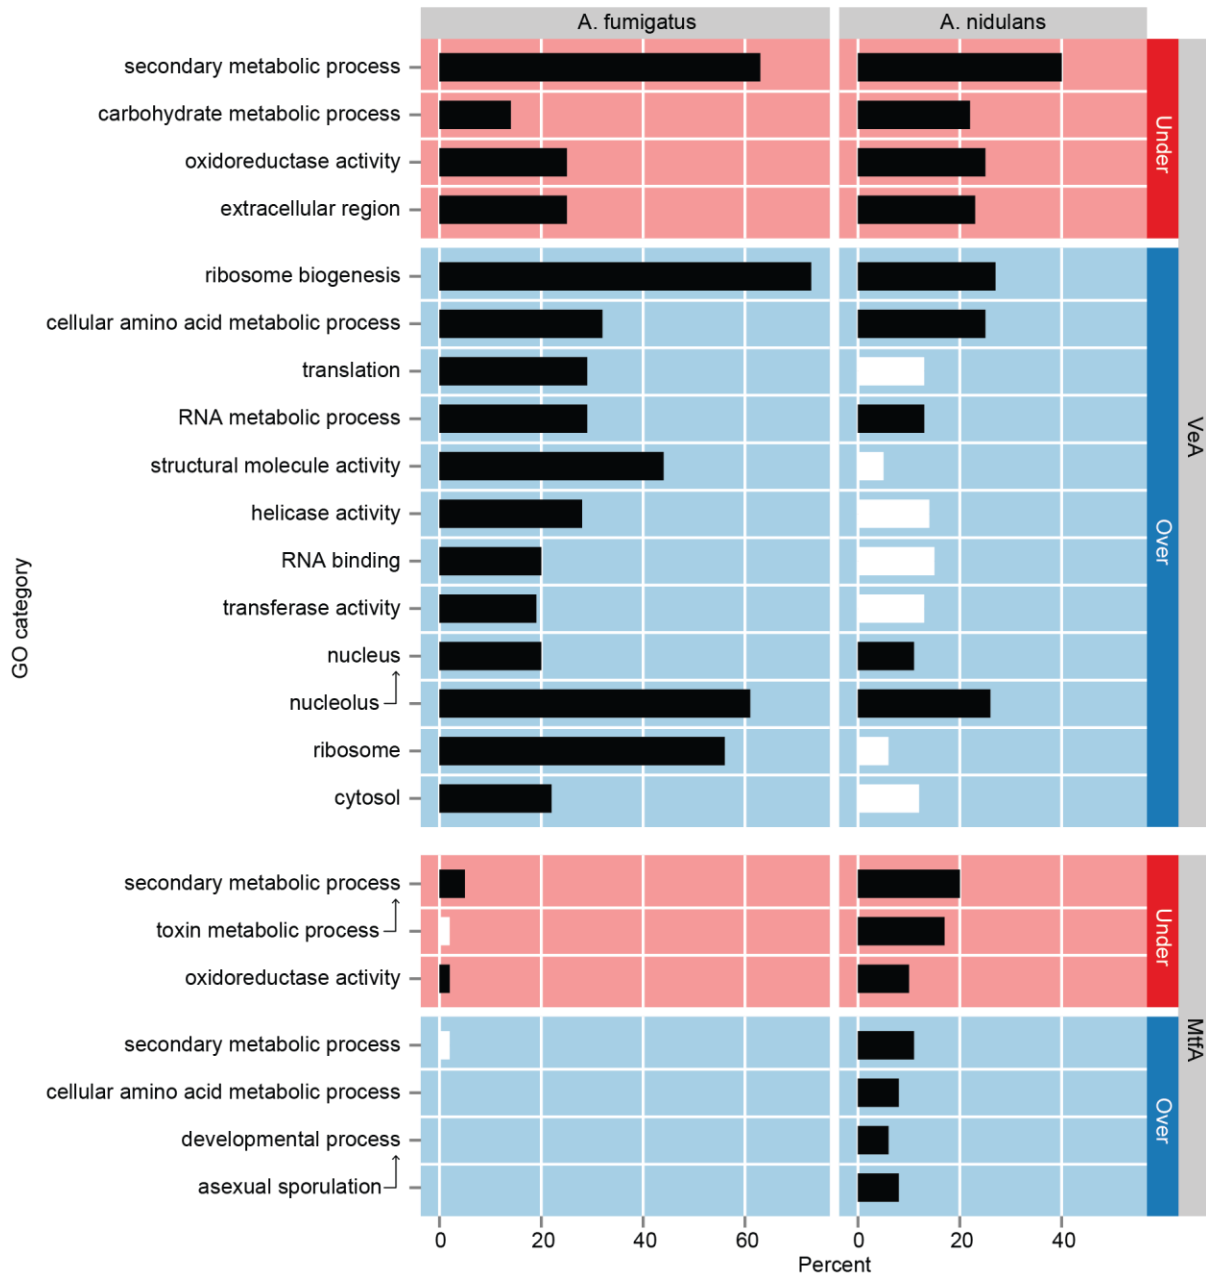 A. fumigatus
A. nidulans
secondary metabolic process
carbohydrate metabolic process
oxidoreductase activity
extracellular region
Under
ribosome biogenesis
cellular amino acid metabolic process
translation
RNA metabolic process
structural molecule activity
helicase activity
RNA binding
transferase activity
nucleus
nucleolus
ribosome
cytosol
Over
VeA
GO category
secondary metabolic process
toxin metabolic process
oxidoreductase activity
Under
secondary metabolic process
cellular amino acid metabolic process
developmental process
asexual sporulation
Over
MtfA
0 20 40 60
0 20 40
Percent